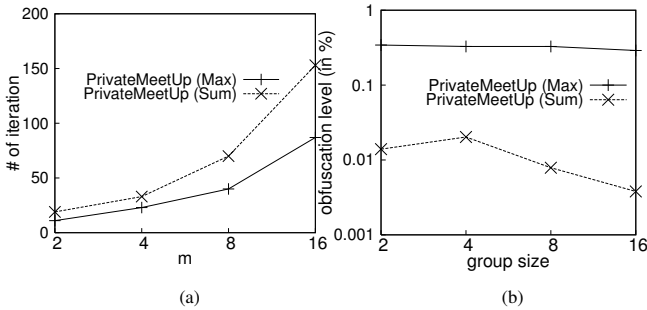 200
150
100
50
0
# of iteration
PrivateMeetUp (Max)
PrivateMeetUp (Sum)
2 4 8 16
m
(a)
1
0.1
0.01
0.001
obfuscation level (in %)
PrivateMeetUp (Max)
PrivateMeetUp (Sum)
2 4 8 16
group size
(b)